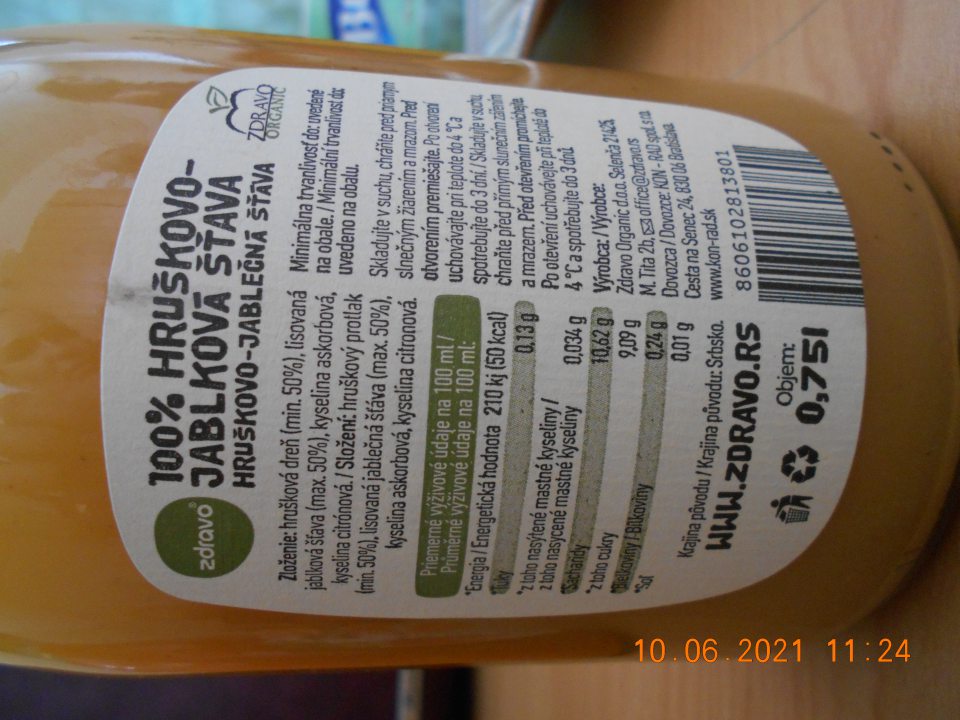 zdravo
100% HRUŠKOVO-
JABLKOVÁ ŠŤAVA
HRUŠKOVO-JABLEČNÁ ŠŤÁVA
ZDRAVO
ORGANIC
Zloženie: hrušková dreň (min. 50%), lisovaná
jablková šťava (max. 50%), kyselina askorbová,
kyselina citrónová. / Složení: hruškový protlak
(min. 50%), lisovaná jablečná šťáva (max. 50%),
kyselina askorbová, kyselina citronová.
Priemerné výživové údaje na 100 ml /
Průměrné výživové údaje na 100 ml:
*Energia / Energetická hodnota 210 kj (50 kcal)
*Tuky 0,13 g
*z toho nasýtené mastné kyseliny /
z toho nasycené mastné kyseliny 0,034 g
*Sacharidy 10,62 g
*z toho cukry 9,09 g
*Bielkoviny / Bílkoviny 0,24 g
*Soľ 0,01 g
Krajina pôvodu / Krajina původu: Srbsko.
WWW.ZDRAVO.RS
Objem:
0,75l
Minimálna trvanlivosť do: uvedené
na obale. / Minimální trvanlivost do:
uvedeno na obalu.
Skladujte v suchu, chráňte pred priamym
slnečným žiarením a mrazom. Pred
otvorením premiešajte. Po otvorení
uchovávajte pri teplote do 4 °C a
spotrebujte do 3 dní. / Skladujte v suchu,
chraňte před přímým slunečním zářením
a mrazem. Před otevřením promíchejte.
Po otevření uchovávejte při teplotě do
4 °C a spotřebujte do 3 dnů.
Výrobca: / Výrobce:
Zdravo Organic d.o.o. Selenča 21425
M. Tita 2b, office@zdravo.rs
Dovozca / Dovozce: KON - RAD spol. s r.o.
Cesta na Senec 24, 830 06 Bratislava
www.kon-rad.sk
8606102813801
10.06.2021 11:24